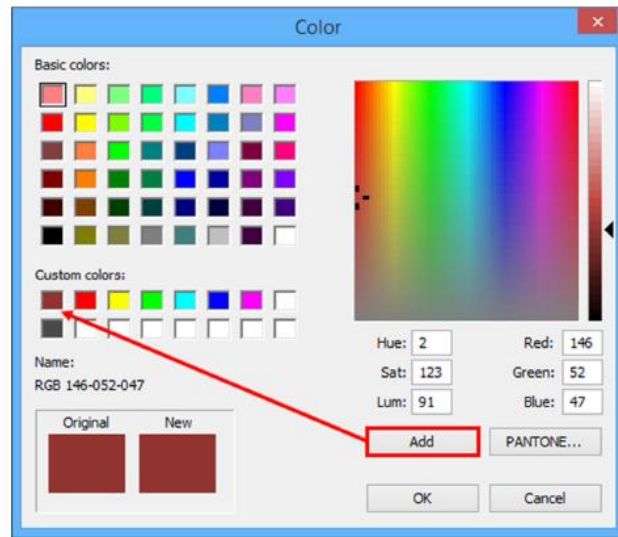 Color
Basic colors:
Custom colors:
Name:
RGB 146-052-047
Original New
Hue: 2 Red: 146
Sat: 123 Green: 52
Lum: 91 Blue: 47
Add PANTONE...
OK Cancel